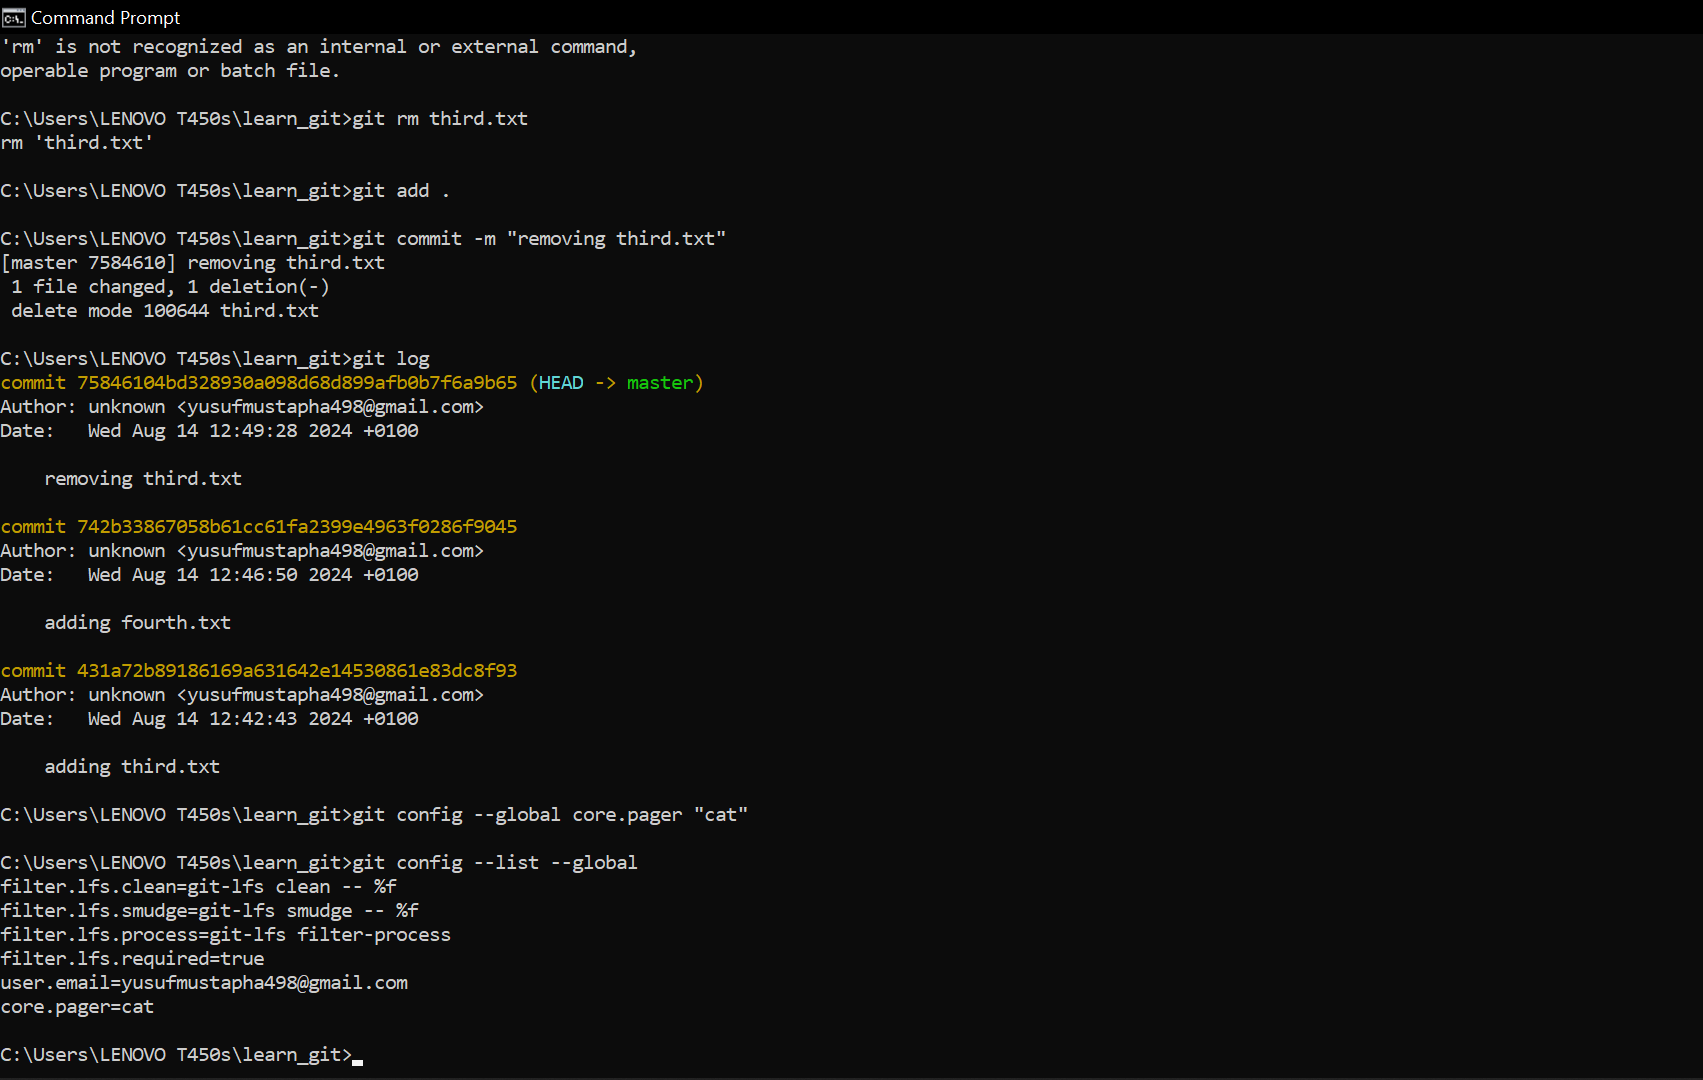 Command Prompt
'rm' is not recognized as an internal or external command,
operable program or batch file.
C:\Users\LENOVO T450s\learn_git>git rm third.txt
rm 'third.txt'
C:\Users\LENOVO T450s\learn_git>git add .
C:\Users\LENOVO T450s\learn_git>git commit -m "removing third.txt"
[master 7584610] removing third.txt
 1 file changed, 1 deletion(-)
 delete mode 100644 third.txt
C:\Users\LENOVO T450s\learn_git>git log
commit 75846104bd328930a098d68d899afb0b7f6a9b65 (HEAD -> master)
Author: unknown <yusufmustapha498@gmail.com>
Date:   Wed Aug 14 12:49:28 2024 +0100
    removing third.txt
commit 742b33867058b61cc61fa2399e4963f0286f9045
Author: unknown <yusufmustapha498@gmail.com>
Date:   Wed Aug 14 12:46:50 2024 +0100
    adding fourth.txt
commit 431a72b89186169a631642e14530861e83dc8f93
Author: unknown <yusufmustapha498@gmail.com>
Date:   Wed Aug 14 12:42:43 2024 +0100
    adding third.txt
C:\Users\LENOVO T450s\learn_git>git config --global core.pager "cat"
C:\Users\LENOVO T450s\learn_git>git config --list --global
filter.lfs.clean=git-lfs clean -- %f
filter.lfs.smudge=git-lfs smudge -- %f
filter.lfs.process=git-lfs filter-process
filter.lfs.required=true
user.email=yusufmustapha498@gmail.com
core.pager=cat
C:\Users\LENOVO T450s\learn_git>